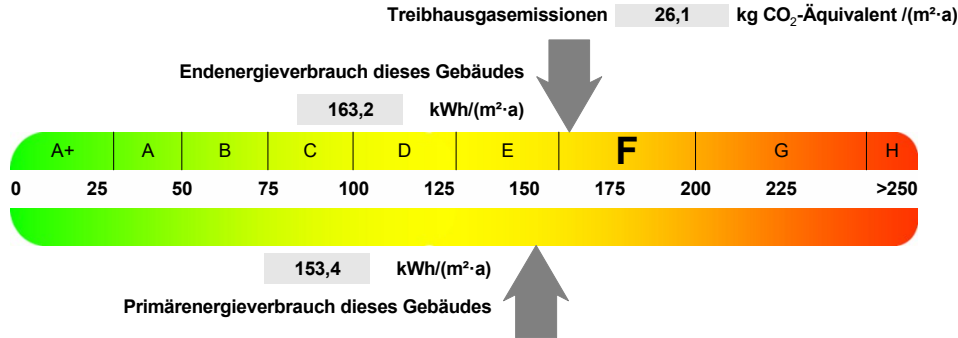 Treibhausgasemissionen 26,1 kg CO₂-Äquivalent /(m²·a)
Endenergieverbrauch dieses Gebäudes
163,2 kWh/(m²·a)
A+ A B C D E F G H
0 25 50 75 100 125 150 175 200 225 >250
153,4 kWh/(m²·a)
Primärenergieverbrauch dieses Gebäudes